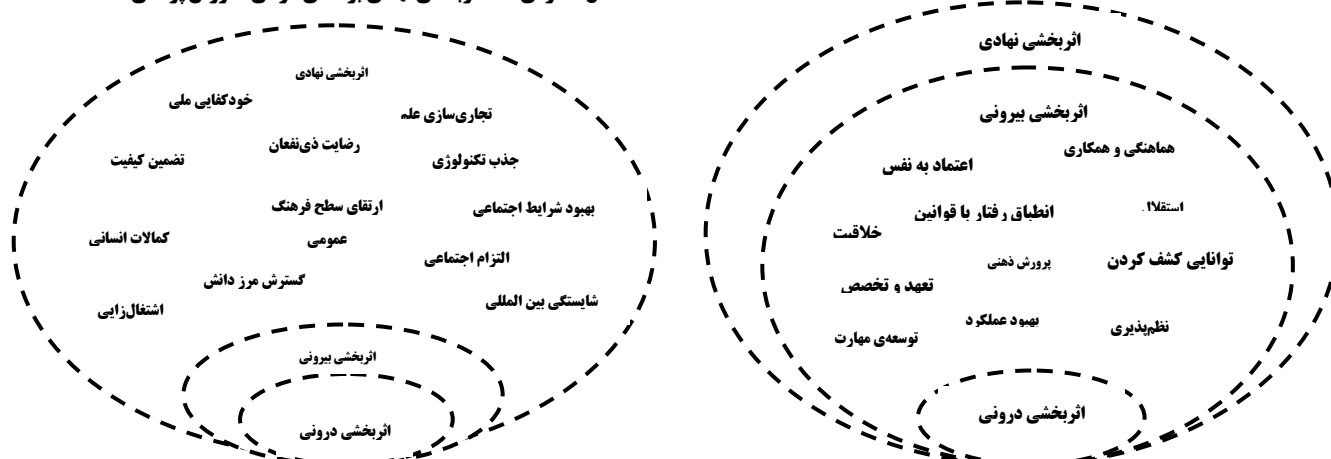 اثربخشی نهادی
اثربخشی بیرونی
هماهنگی و همکاری
اعتماد به نفس
استقلال
انطباق رفتار با قوانین
خلاقیت
توانایی کشف کردن
پرورش ذهنی
تعهد و تخصص
بهبود عملکرد
نظم‌پذیری
توسعه‌ی مهارت
اثربخشی درونی
اثربخشی نهادی
خودکفایی ملی
تجاری‌سازی علم
رضایت ذی‌نفعان
جذب تکنولوژی
تضمین کیفیت
بهبود شرایط اجتماعی
ارتقای سطح فرهنگ
عمومی
کمالات انسانی
التزام اجتماعی
گسترش مرز دانش
شایستگی بین المللی
اشتغال‌زایی
اثربخشی بیرونی
اثربخشی درونی